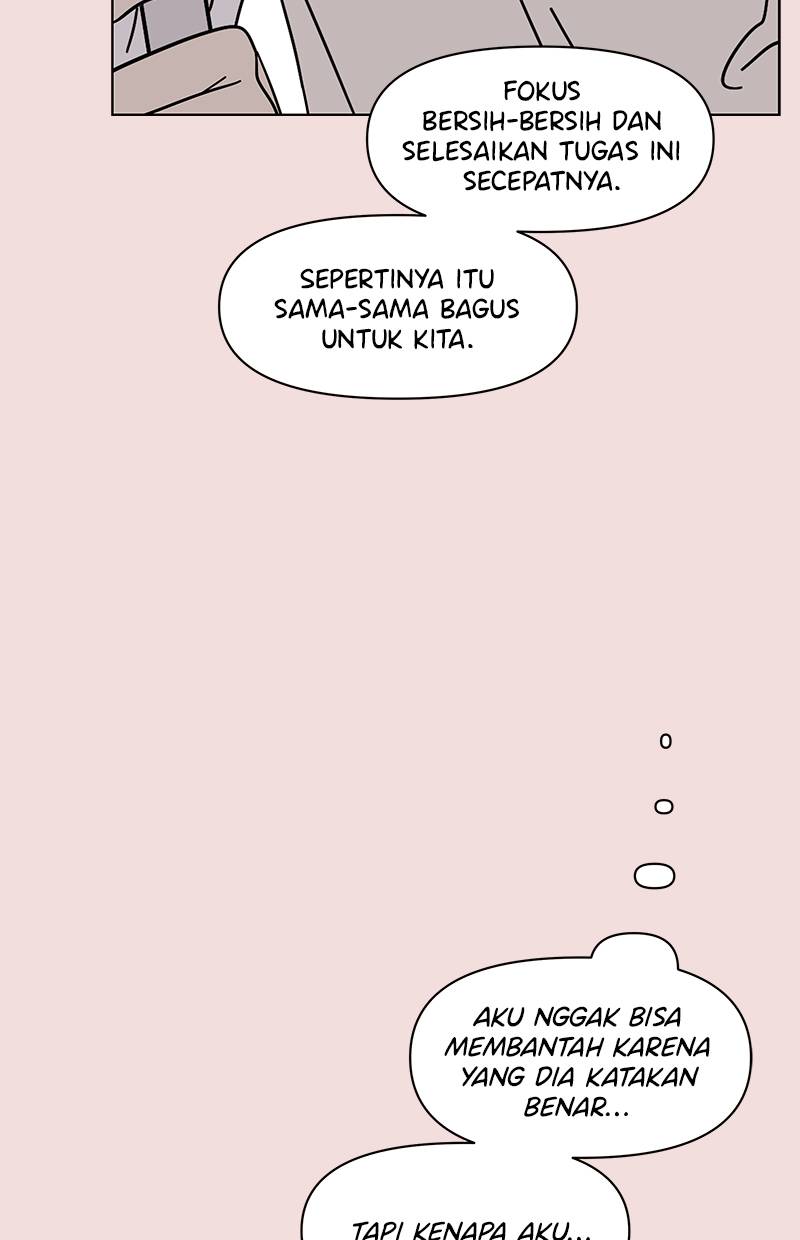 FOKUS
BERSIH-BERSIH DAN
SELESAIKAN TUGAS INI
SECEPATNYA.
SEPERTINYA ITU
SAMA-SAMA BAGUS
UNTUK KITA.
AKU NGGAK BISA
MEMBANTAH KARENA
YANG DIA KATAKAN
BENAR...
TAPI KENAPA AKU...